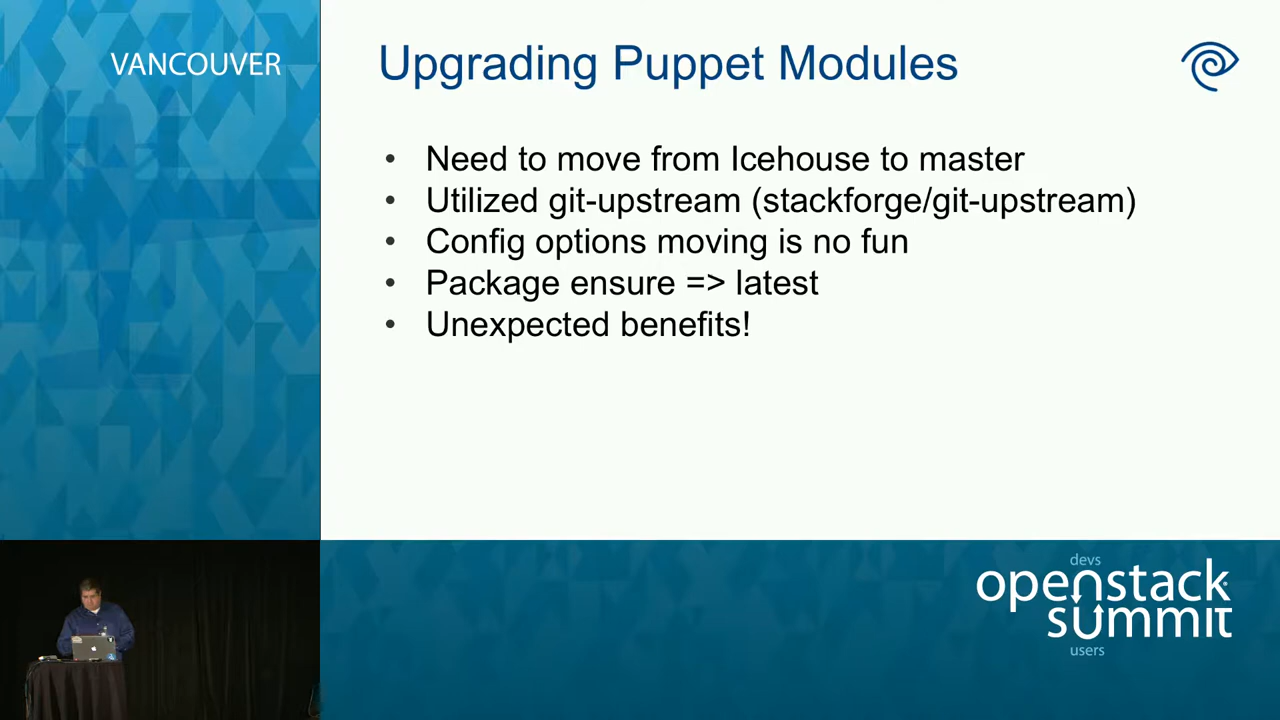 VANCOUVER
Upgrading Puppet Modules
• Need to move from Icehouse to master
• Utilized git-upstream (stackforge/git-upstream)
• Config options moving is no fun
• Package ensure => latest
• Unexpected benefits!
devs
openstack
summit
users